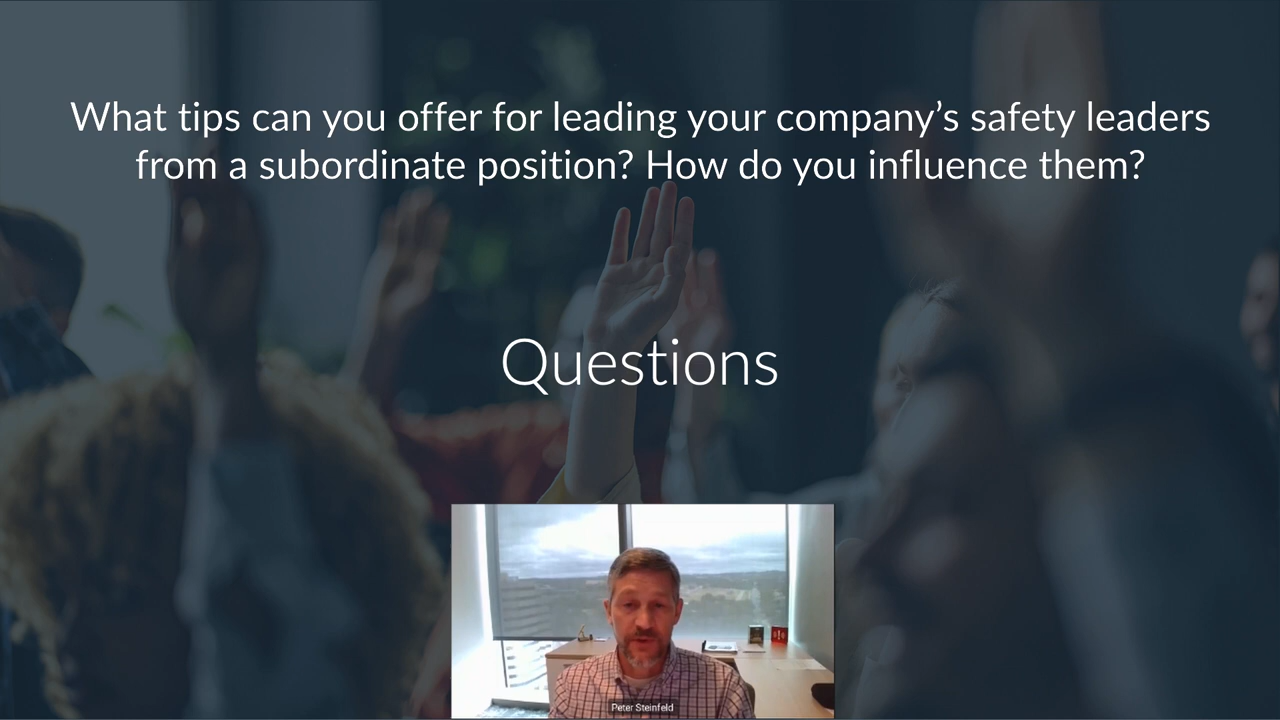 What tips can you offer for leading your company’s safety leaders
from a subordinate position? How do you influence them?
Questions
Peter Steinfeld